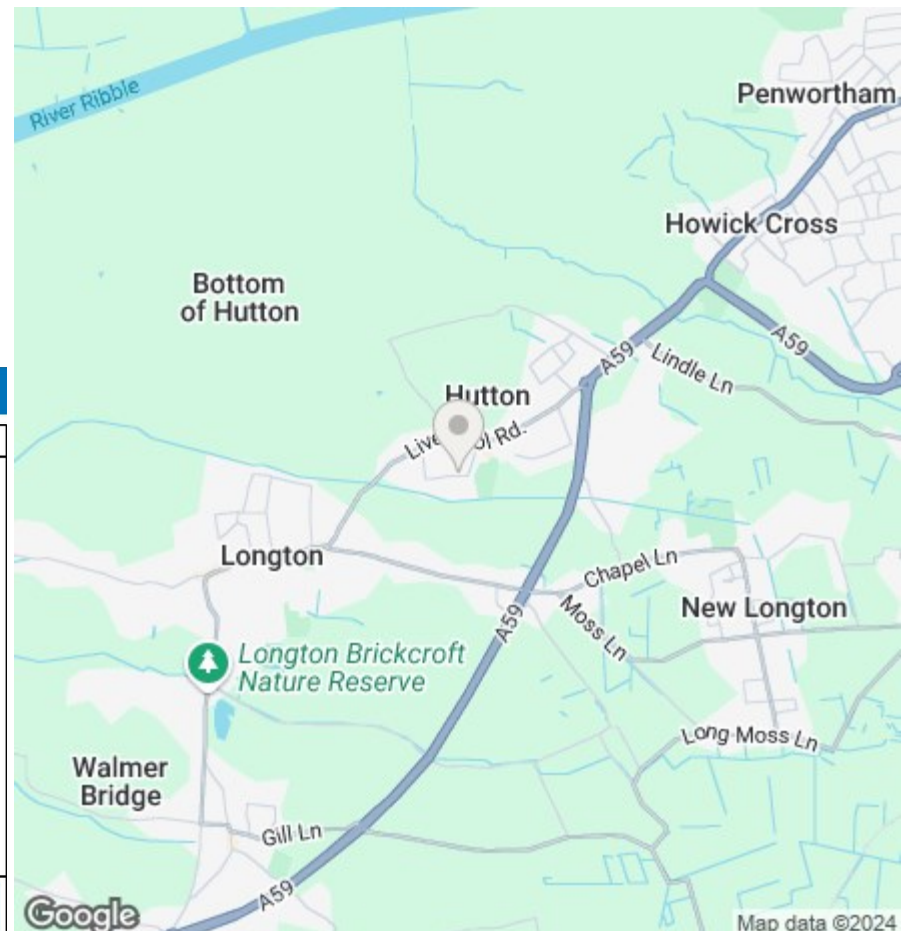 River Ribble
Penwortham
Howick Cross
Bottom
of Hutton
A59
A59
Lindle Ln
Hutton
Rd.
Longton
Chapel Ln
New Longton
Moss Ln
A59
Longton Brickcroft
Nature Reserve
Long Moss Ln
Walmer
Bridge
Gill Ln
A59
Google
Map data ©2024